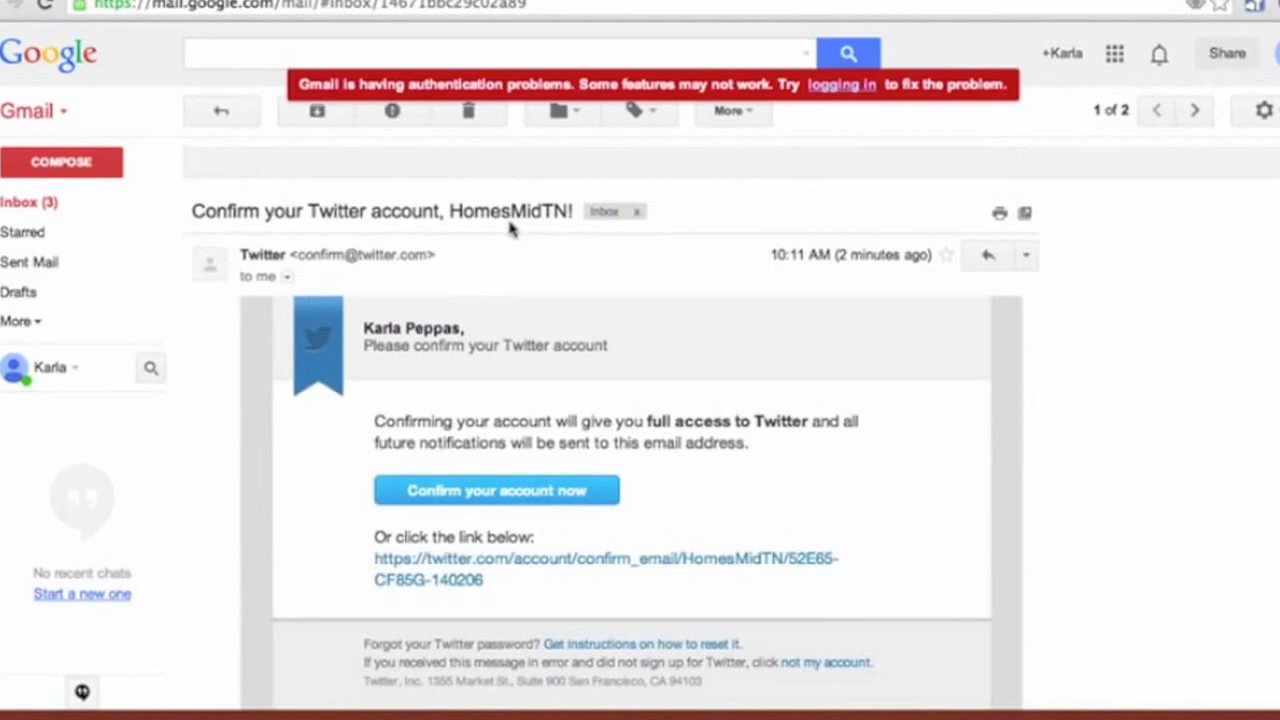 https://mail.google.com/mail/#inbox/14671bbc29c02a89
Google
+Karla
Share
Gmail is having authentication problems. Some features may not work. Try logging in to fix the problem.
Gmail
More
1 of 2
COMPOSE
Inbox (3)
Starred
Sent Mail
Drafts
More
Karla
No recent chats
Start a new one
Confirm your Twitter account, HomesMidTN!
Inbox x
Twitter <confirm@twitter.com>
10:11 AM (2 minutes ago)
to me
Karla Peppas,
Please confirm your Twitter account
Confirming your account will give you full access to Twitter and all
future notifications will be sent to this email address.
Confirm your account now
Or click the link below:
https://twitter.com/account/confirm_email/HomesMidTN/52E65-
CF85G-140206
Forgot your Twitter password? Get instructions on how to reset it.
If you received this message in error and did not sign up for Twitter, click not my account.
Twitter, Inc. 1355 Market St., Suite 900 San Francisco, CA 94103